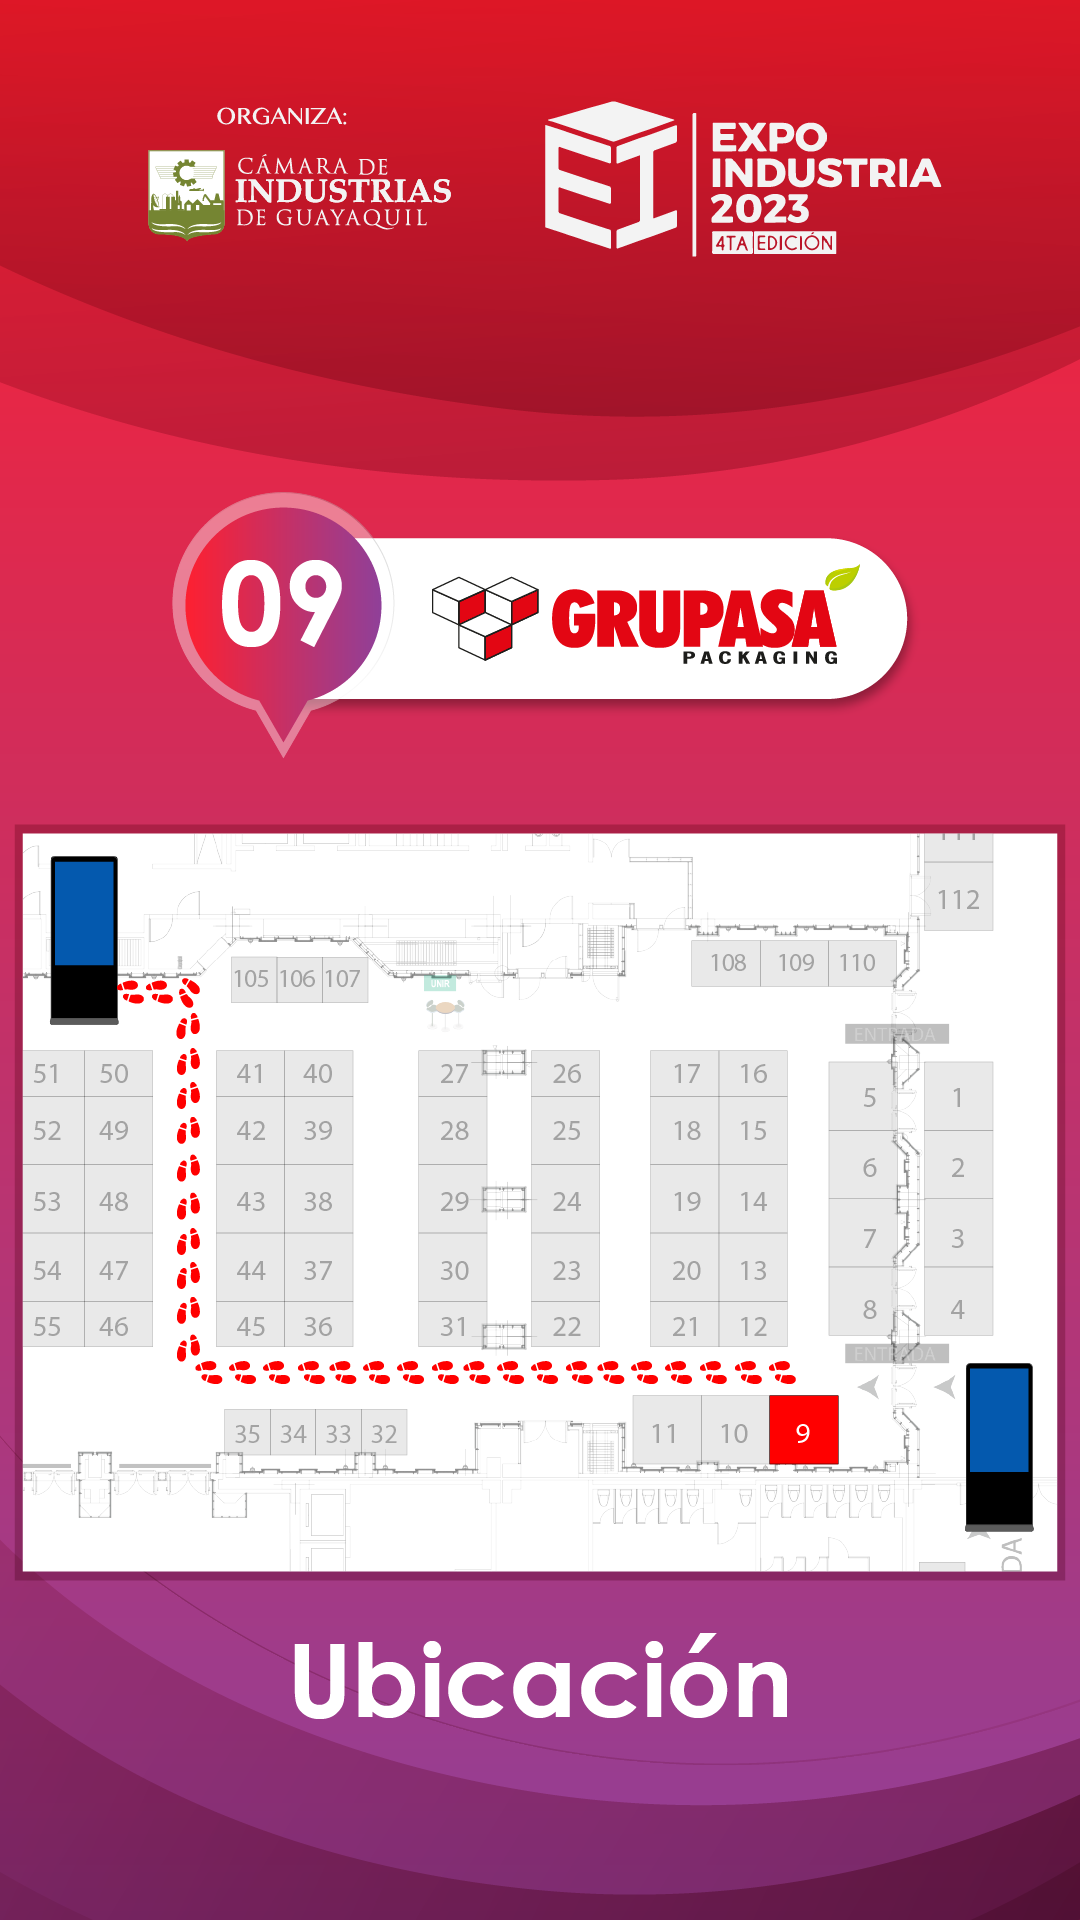 ORGANIZA:
CÁMARA DE
INDUSTRIAS
DE GUAYAQUIL
EXPO
INDUSTRIA
2023
4TA EDICIÓN
09
GRUPASA
PACKAGING
112
108 109 110
105 106 107
UNIR
ENTRADA
51 50 41 40 27 26 17 16
5 1
52 49 42 39 28 25 18 15
6 2
53 48 43 38 29 24 19 14
7 3
54 47 44 37 30 23 20 13
8 4
55 46 45 36 31 22 21 12
ENTRADA
35 34 33 32 11 10 9
DA
Ubicación